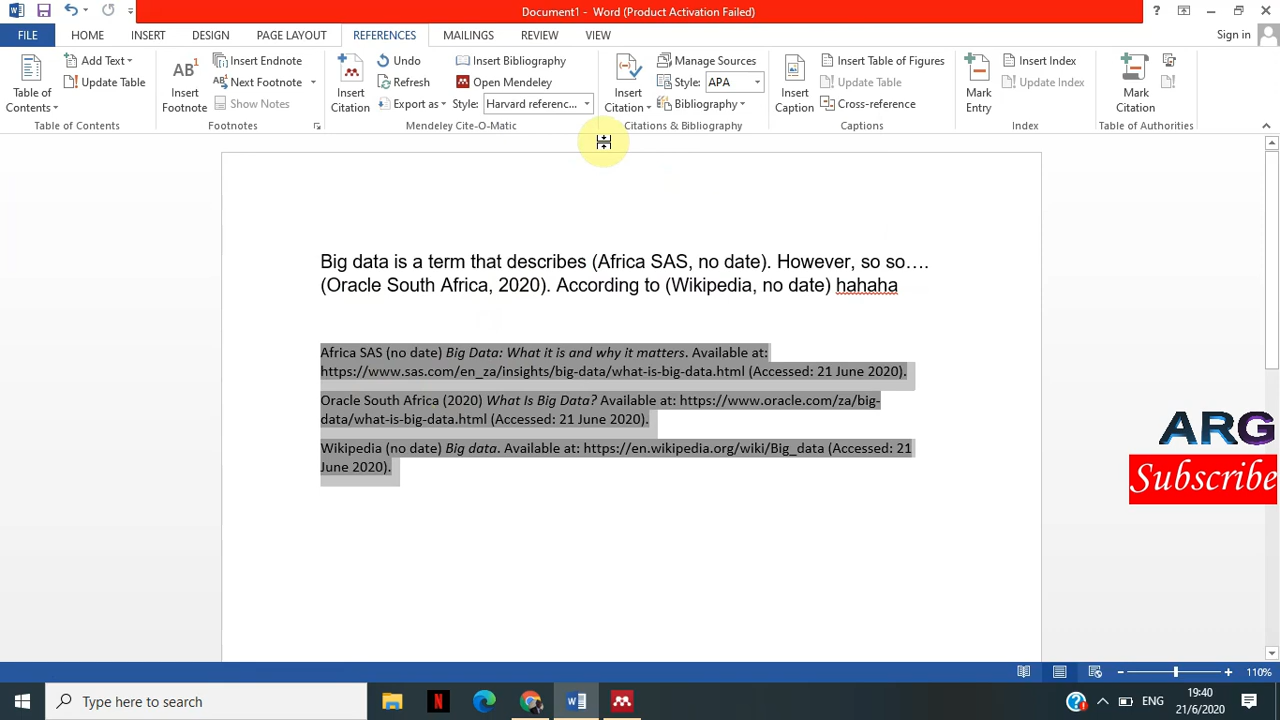 Document1 - Word (Product Activation Failed)
FILE HOME INSERT DESIGN PAGE LAYOUT REFERENCES MAILINGS REVIEW VIEW Sign in
Add Text Insert Endnote Undo Insert Bibliography Manage Sources Insert Table of Figures Insert Index
Table of Contents Update Table AB1 Insert Footnote AB1 Next Footnote Insert Citation Refresh Open Mendeley Insert Citation Style: APA Insert Caption Update Table Mark Entry Update Index Mark Citation
Show Notes Export as Style: Harvard referenc... Bibliography Cross-reference
Table of Contents Footnotes Mendeley Cite-O-Matic Citations & Bibliography Captions Index Table of Authorities
Big data is a term that describes (Africa SAS, no date). However, so so….
(Oracle South Africa, 2020). According to (Wikipedia, no date) hahaha
Africa SAS (no date) Big Data: What it is and why it matters. Available at:
https://www.sas.com/en_za/insights/big-data/what-is-big-data.html (Accessed: 21 June 2020).
Oracle South Africa (2020) What Is Big Data? Available at: https://www.oracle.com/za/big-
data/what-is-big-data.html (Accessed: 21 June 2020).
Wikipedia (no date) Big data. Available at: https://en.wikipedia.org/wiki/Big_data (Accessed: 21
June 2020).
ARG
Subscribe
110%
Type here to search
ENG
19:40
21/6/2020